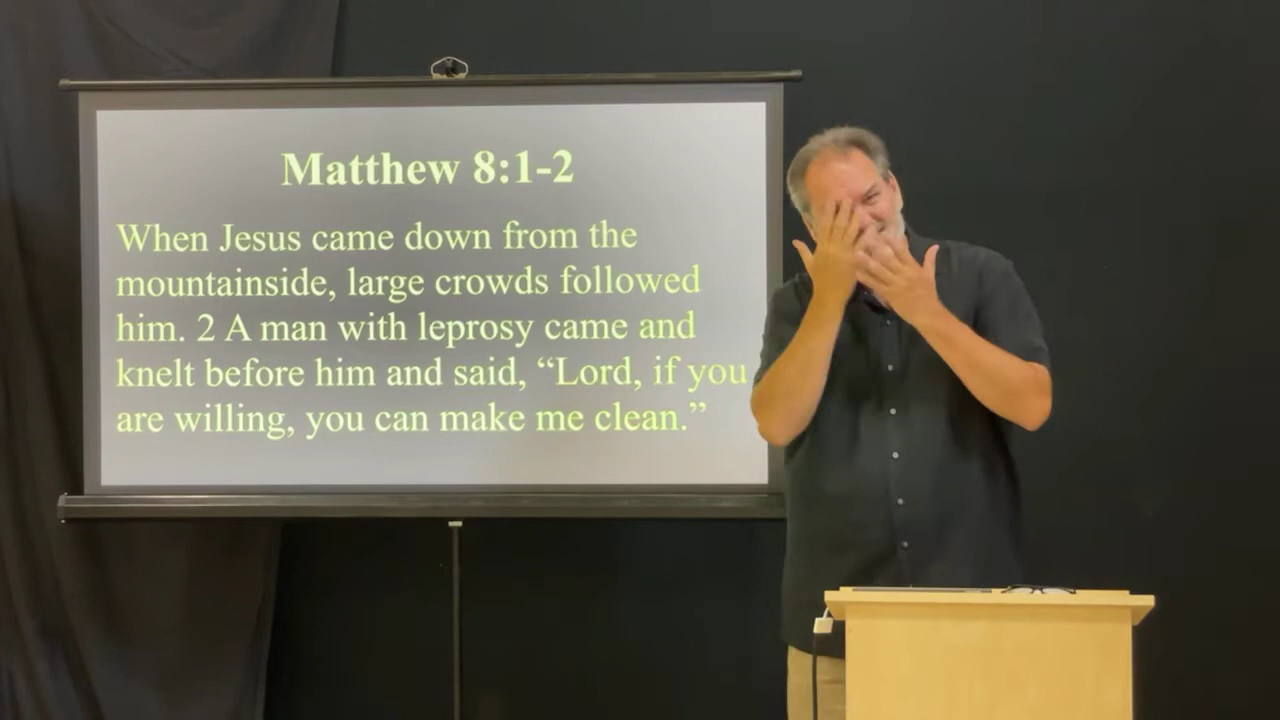 Matthew 8:1-2
When Jesus came down from the
mountainside, large crowds followed
him. 2 A man with leprosy came and
knelt before him and said, “Lord, if you
are willing, you can make me clean.”